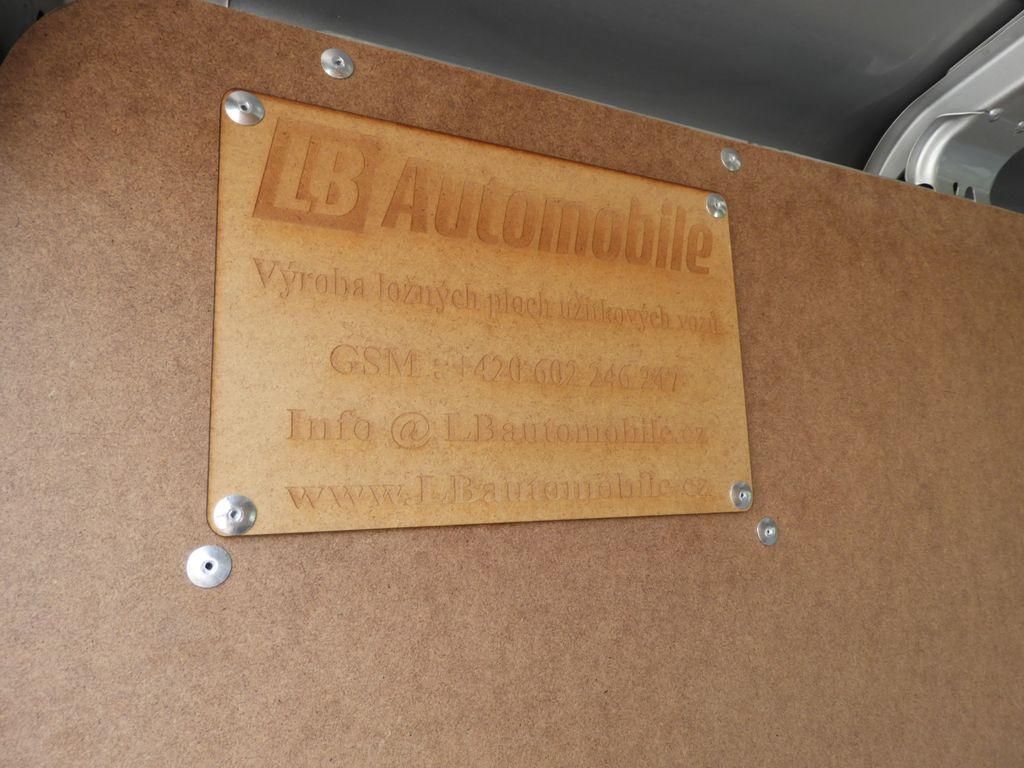 LB Automobile
Výroba ložných ploch užitkových vozů
GSM : +420 602 246 247
Info @ LBautomobile.cz
www.LBautomobile.cz